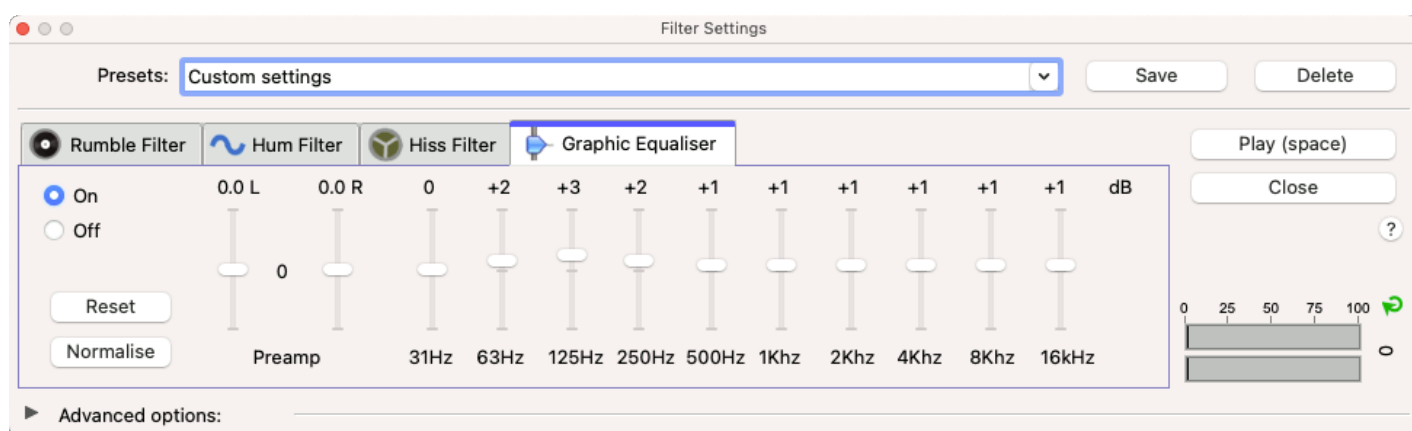 Filter Settings
Presets: Custom settings Save Delete
Rumble Filter Hum Filter Hiss Filter Graphic Equaliser Play (space)
On 0.0 L 0.0 R 0 +2 +3 +2 +1 +1 +1 +1 +1 +1 dB Close
Off ?
0
Reset 0 25 50 75 100
Normalise Preamp 31Hz 63Hz 125Hz 250Hz 500Hz 1Khz 2Khz 4Khz 8Khz 16kHz 0
Advanced options: